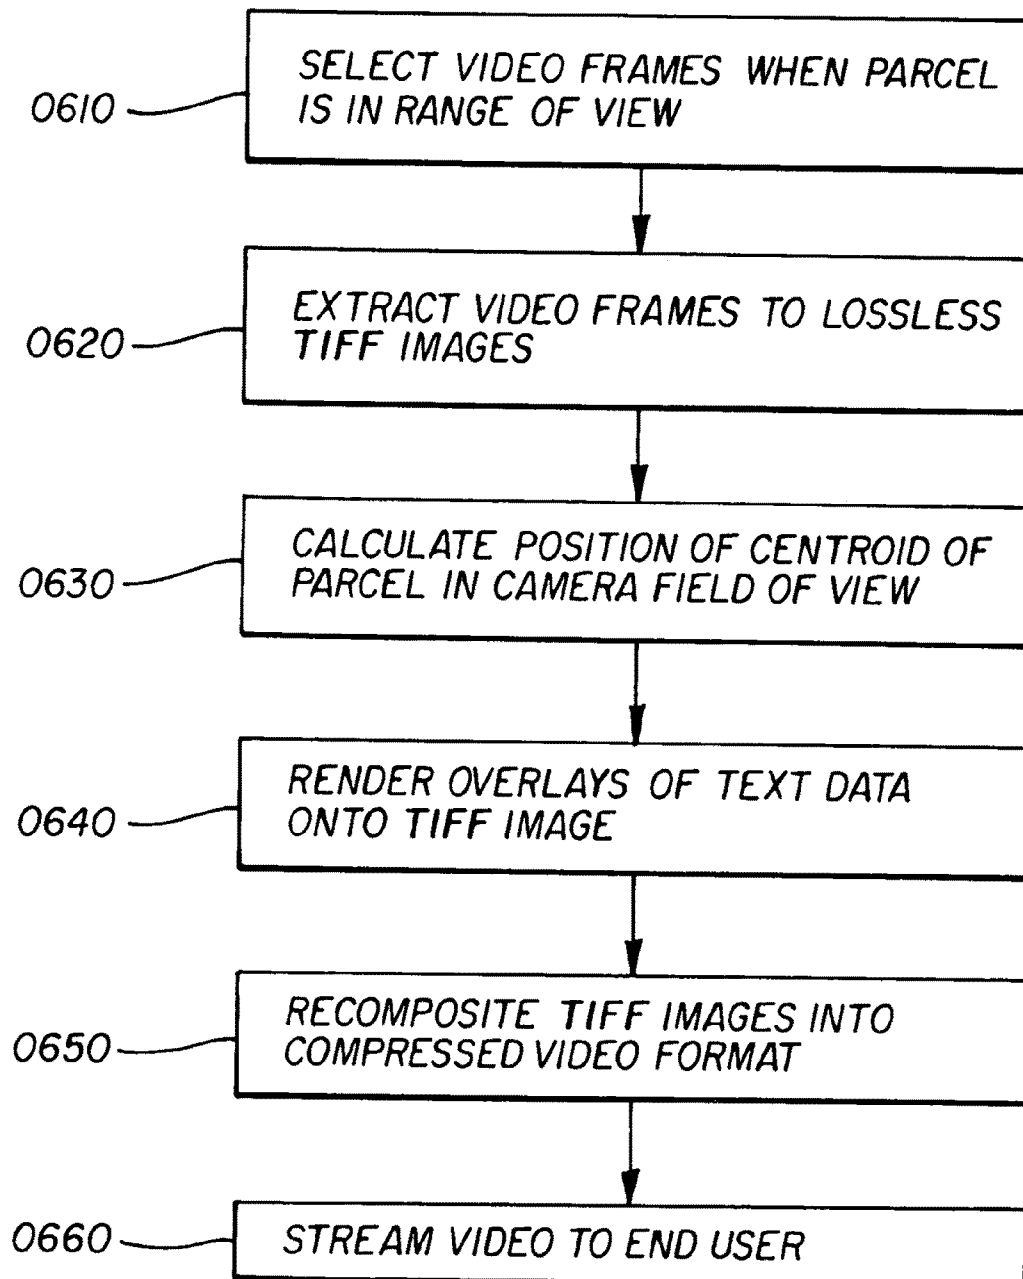 0610
SELECT VIDEO FRAMES WHEN PARCEL
IS IN RANGE OF VIEW
0620
EXTRACT VIDEO FRAMES TO LOSSLESS
TIFF IMAGES
0630
CALCULATE POSITION OF CENTROID OF
PARCEL IN CAMERA FIELD OF VIEW
0640
RENDER OVERLAYS OF TEXT DATA
ONTO TIFF IMAGE
0650
RECOMPOSITE TIFF IMAGES INTO
COMPRESSED VIDEO FORMAT
0660
STREAM VIDEO TO END USER